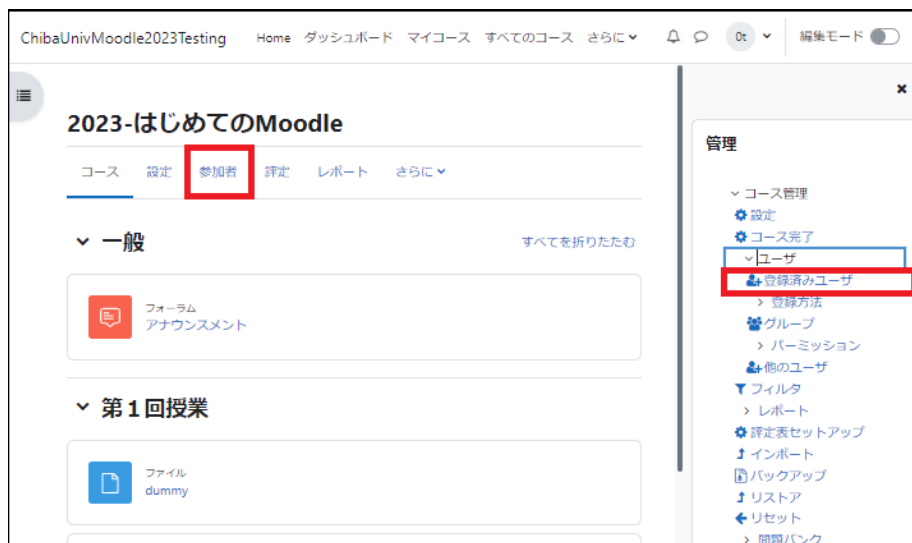 ChibaUnivMoodle2023Testing Home ダッシュボード マイコース すべてのコース さらに 0t 編集モード
2023-はじめてのMoodle
コース 設定 参加者 評定 レポート さらに
一般 すべてを折りたたむ
フォーラム
アナウンスメント
第1回授業
ファイル
dummy
管理
コース管理
設定
コース完了
ユーザ
登録済みユーザ
登録方法
グループ
パーミッション
他のユーザ
フィルタ
レポート
評定表セットアップ
インポート
バックアップ
リストア
リセット
問題バンク